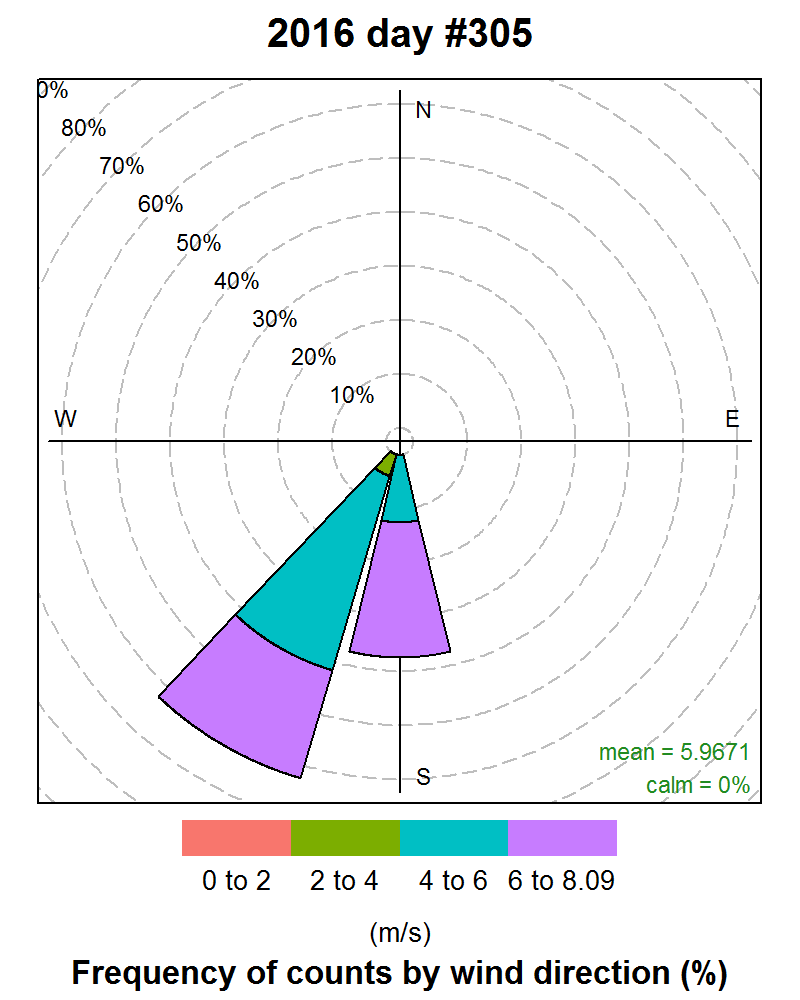 2016 day #305
0%
N
80%
70%
60%
50%
40%
30%
20%
10%
W
E
mean = 5.9671
S
calm = 0%
0 to 2
2 to 4
4 to 6
6 to 8.09
(m/s)
Frequency of counts by wind direction (%)